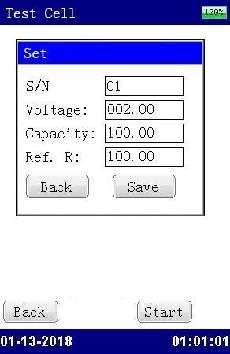 Test Cell 120%
Set
S/N C1
Voltage: 002.00
Capacity: 100.00
Ref. R: 100.00
Back Save
Back Start
01-13-2018 01:01:01